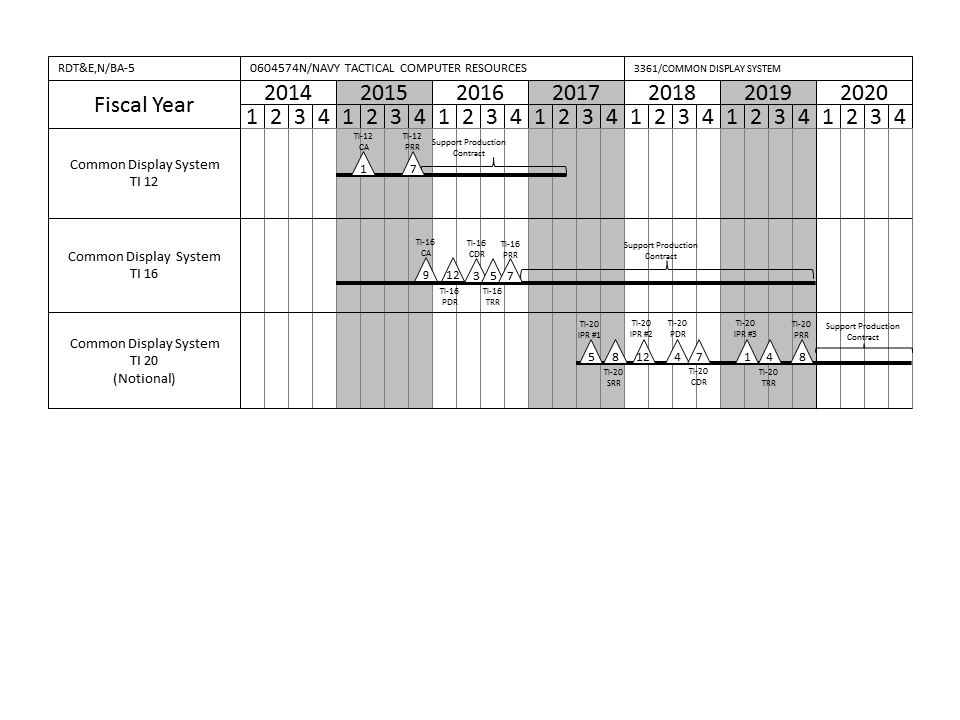 RDT&E,N/BA-5 0604574N/NAVY TACTICAL COMPUTER RESOURCES 3361/COMMON DISPLAY SYSTEM
Fiscal Year 2014 2015 2016 2017 2018 2019 2020
1 2 3 4 1 2 3 4 1 2 3 4 1 2 3 4 1 2 3 4 1 2 3 4 1 2 3 4
Common Display System
TI 12
TI-12
CA
TI-12
PRR
Support Production
Contract
1 7
Common Display System
TI 16
TI-16
CA
TI-16
CDR
TI-16
PRR
Support Production
Contract
9 12 3 5 7
TI-16
PDR
TI-16
TRR
Common Display System
TI 20
(Notional)
TI-20
IPR #1
TI-20
IPR #2
TI-20
PDR
TI-20
IPR #3
TI-20
PRR
Support Production
Contract
5 8 12 4 7 1 4 8
TI-20
SRR
TI-20
CDR
TI-20
TRR